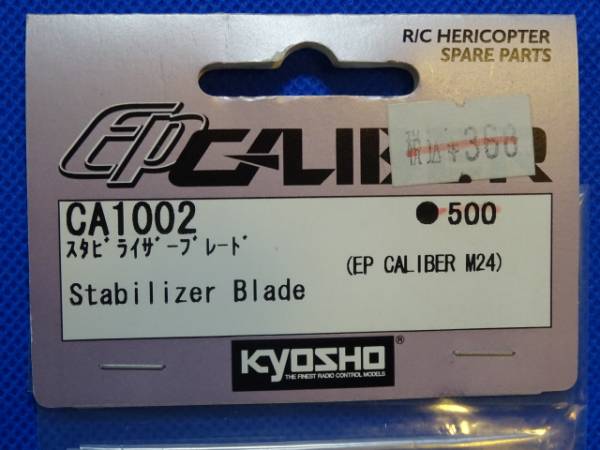 R/C HERICOPTER
SPARE PARTS
EP CALIBER
税込 ¥368
CA1002
●500
ｽﾀﾋﾞﾗｲｻﾞｰﾌﾞﾚｰﾄﾞ
(EP CALIBER M24)
Stabilizer Blade
KYOSHO®
THE FINEST RADIO CONTROL MODELS